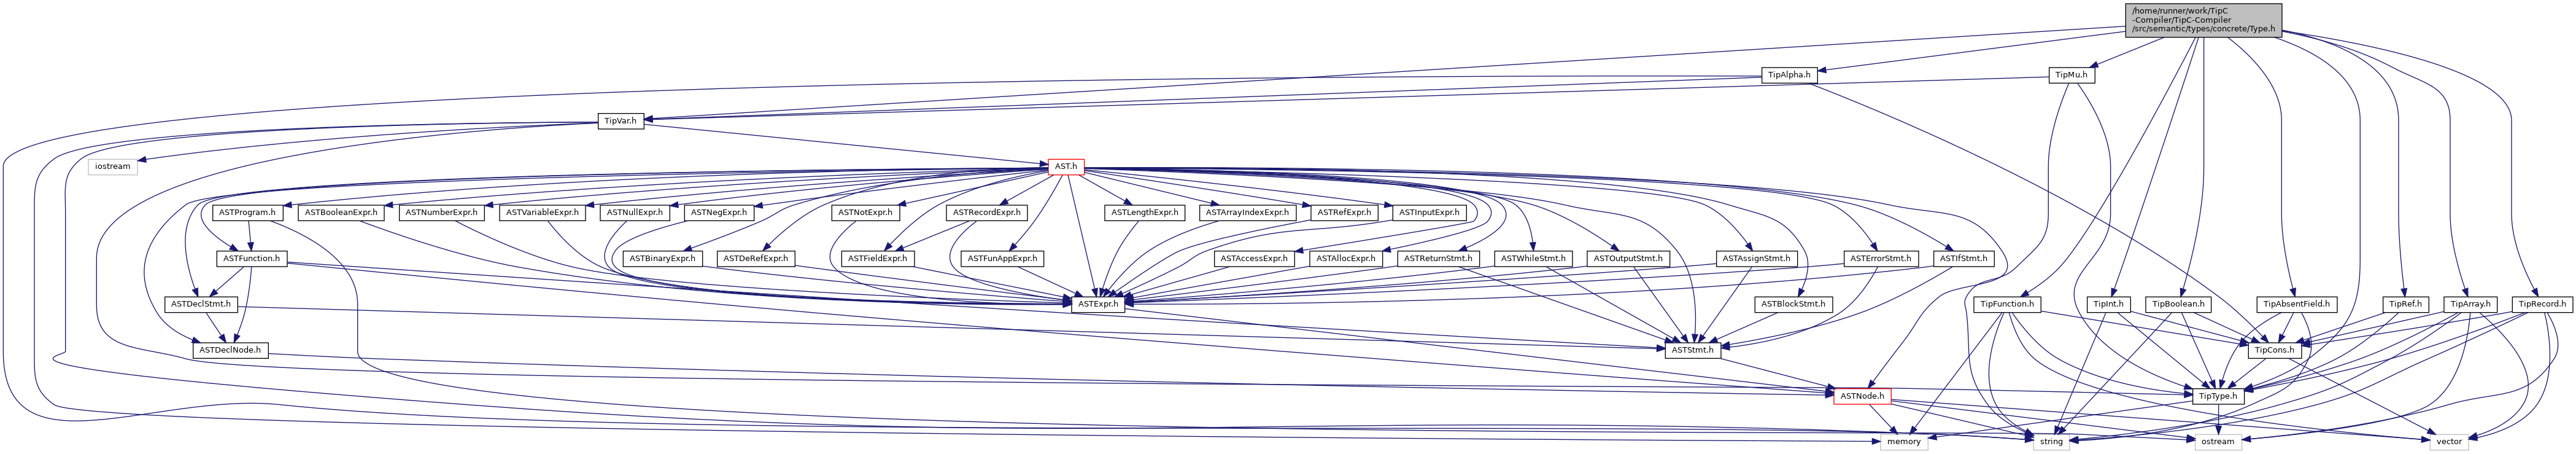 /home/runner/work/TipC
-Compiler/TipC-Compiler
/src/semantic/types/concrete/Type.h
TipAlpha.h
TipMu.h
TipVar.h
iostream
AST.h
ASTProgram.h
ASTBooleanExpr.h
ASTNumberExpr.h
ASTVariableExpr.h
ASTNullExpr.h
ASTNegExpr.h
ASTNotExpr.h
ASTRecordExpr.h
ASTLengthExpr.h
ASTArrayIndexExpr.h
ASTRefExpr.h
ASTInputExpr.h
ASTFunction.h
ASTBinaryExpr.h
ASTDeRefExpr.h
ASTFieldExpr.h
ASTFunAppExpr.h
ASTAccessExpr.h
ASTAllocExpr.h
ASTReturnStmt.h
ASTWhileStmt.h
ASTOutputStmt.h
ASTAssignStmt.h
ASTErrorStmt.h
ASTIfStmt.h
ASTDeclStmt.h
ASTExpr.h
ASTBlockStmt.h
TipFunction.h
TipInt.h
TipBoolean.h
TipAbsentField.h
TipRef.h
TipArray.h
TipRecord.h
ASTDeclNode.h
ASTStmt.h
TipCons.h
ASTNode.h
TipType.h
memory
string
ostream
vector